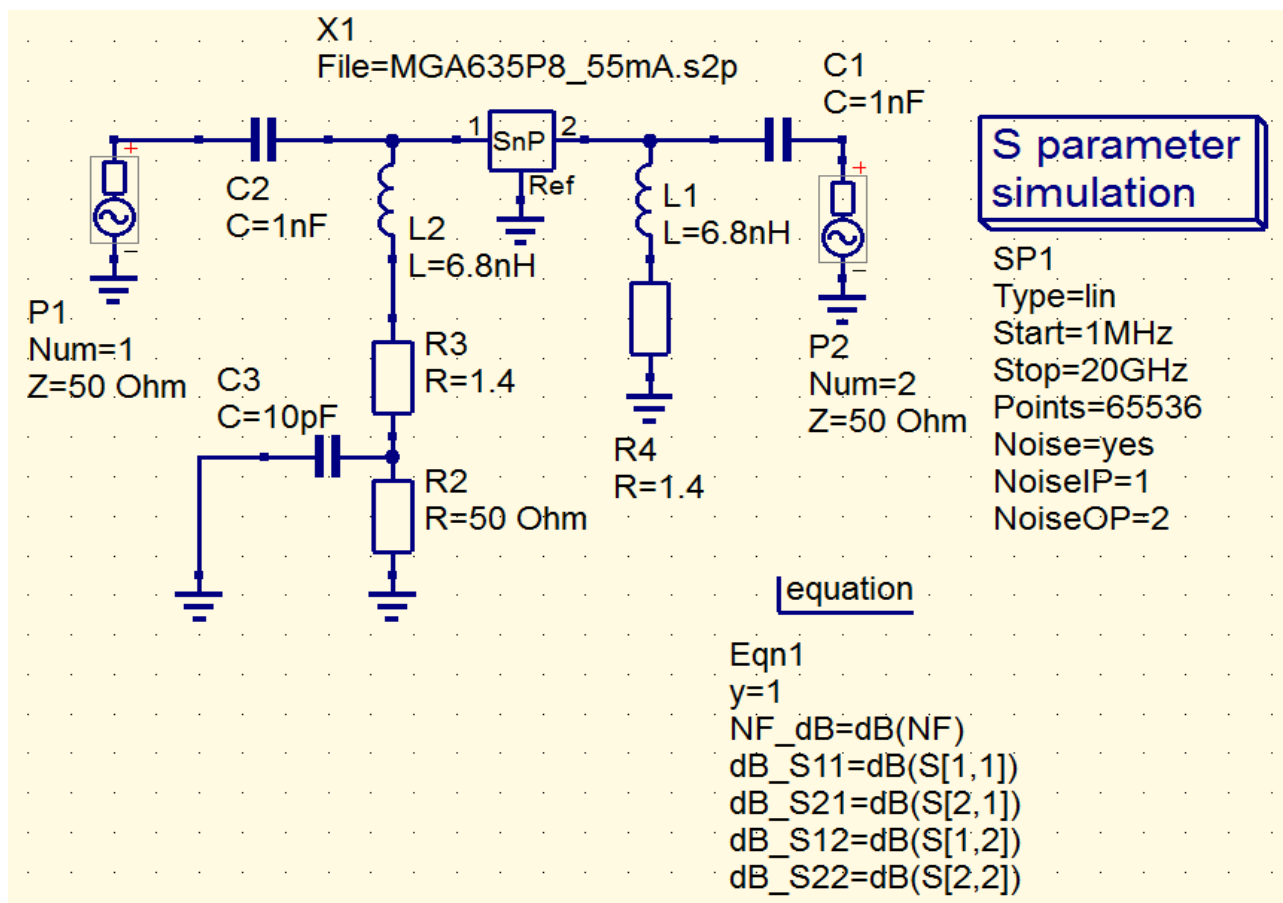 X1
File=MGA635P8_55mA.s2p
C1
C=1nF
1
SnP
2
Ref
+
C2
C=1nF
L2
L=6.8nH
L1
L=6.8nH
+
S parameter
simulation
−
−
P1
Num=1
Z=50 Ohm
R3
R=1.4
C3
C=10pF
R2
R=50 Ohm
R4
R=1.4
P2
Num=2
Z=50 Ohm
SP1
Type=lin
Start=1MHz
Stop=20GHz
Points=65536
Noise=yes
NoiseIP=1
NoiseOP=2
equation
Eqn1
y=1
NF_dB=dB(NF)
dB_S11=dB(S[1,1])
dB_S21=dB(S[2,1])
dB_S12=dB(S[1,2])
dB_S22=dB(S[2,2])